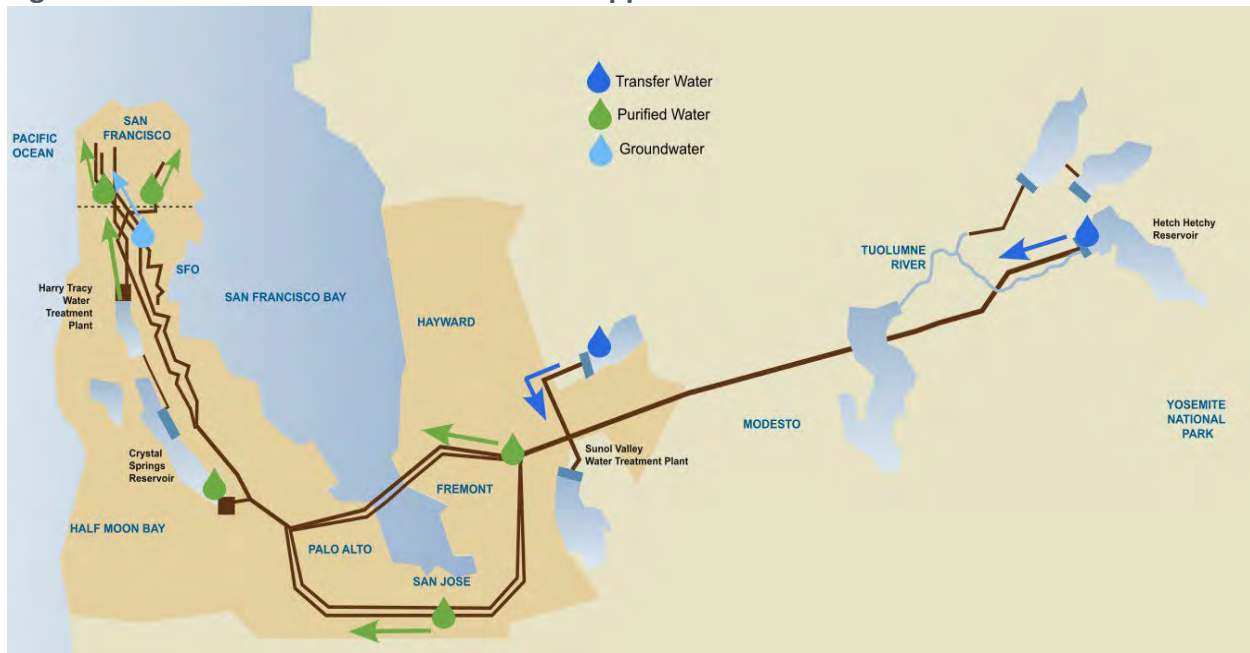 Transfer Water
Purified Water
Groundwater
SAN
FRANCISCO
PACIFIC
OCEAN
SFO
Harry Tracy
Water
Treatment
Plant
SAN FRANCISCO BAY
HAYWARD
TUOLUMNE
RIVER
Hetch Hetchy
Reservoir
MODESTO
YOSEMITE
NATIONAL
PARK
Sunol Valley
Water Treatment Plant
Crystal
Springs
Reservoir
FREMONT
HALF MOON BAY
PALO ALTO
SAN JOSE